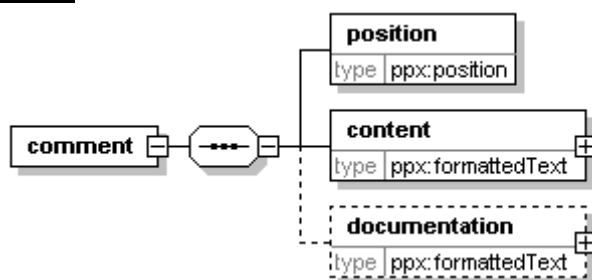 position
type ppx:position
comment
content
type ppx:formattedText
documentation
type ppx:formattedText